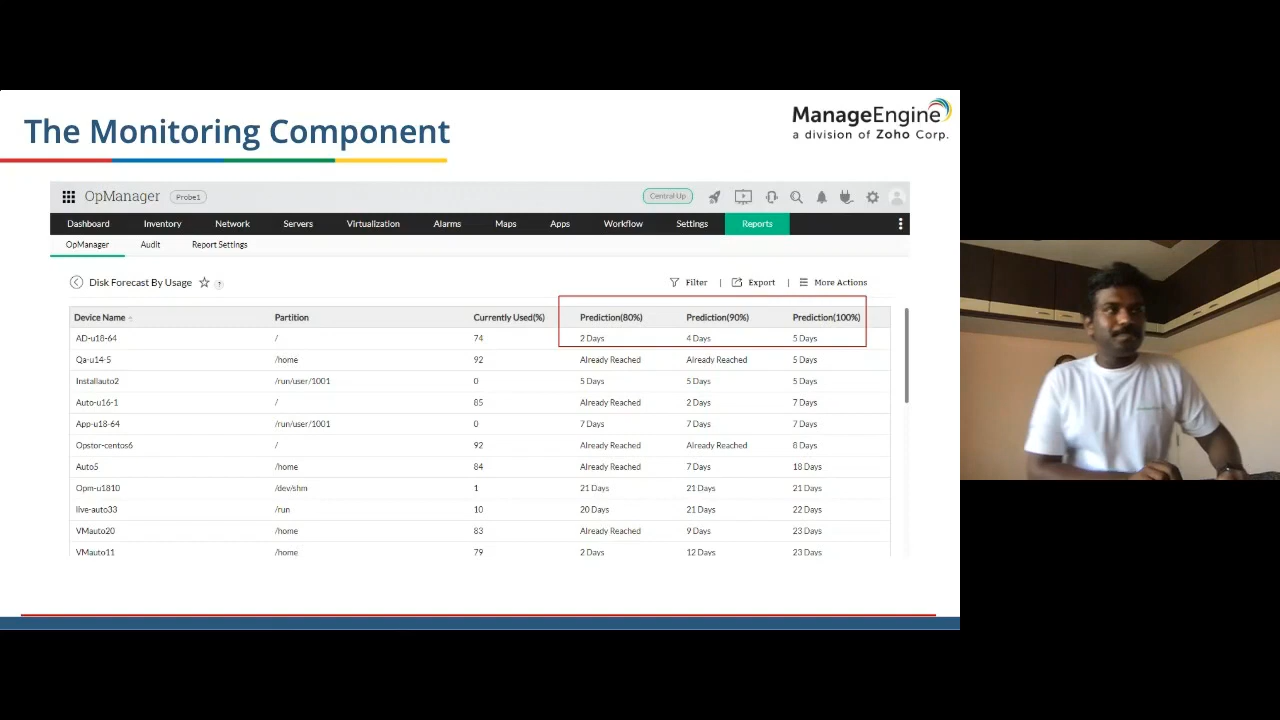 The Monitoring Component
ManageEngine
a division of Zoho Corp.
OpManager Probe1 Central Up
Dashboard Inventory Network Servers Virtualization Alarms Maps Apps Workflow Settings Reports
OpManager Audit Report Settings
Disk Forecast By Usage ? Filter | Export | More Actions
Device Name Partition Currently Used(%) Prediction(80%) Prediction(90%) Prediction(100%)
AD-u18-64 / 74 2 Days 4 Days 5 Days
Qa-u14-5 /home 92 Already Reached Already Reached 5 Days
Installauto2 /run/user/1001 0 5 Days 5 Days 5 Days
Auto-u16-1 / 85 Already Reached 2 Days 7 Days
App-u18-64 /run/user/1001 0 7 Days 7 Days 7 Days
Opstor-centos6 / 92 Already Reached Already Reached 8 Days
Auto5 /home 84 Already Reached 7 Days 18 Days
Opm-u1810 /dev/shm 1 21 Days 21 Days 21 Days
live-auto33 /run 10 20 Days 21 Days 22 Days
VMauto20 /home 83 Already Reached 9 Days 23 Days
VMauto11 /home 79 2 Days 12 Days 23 Days